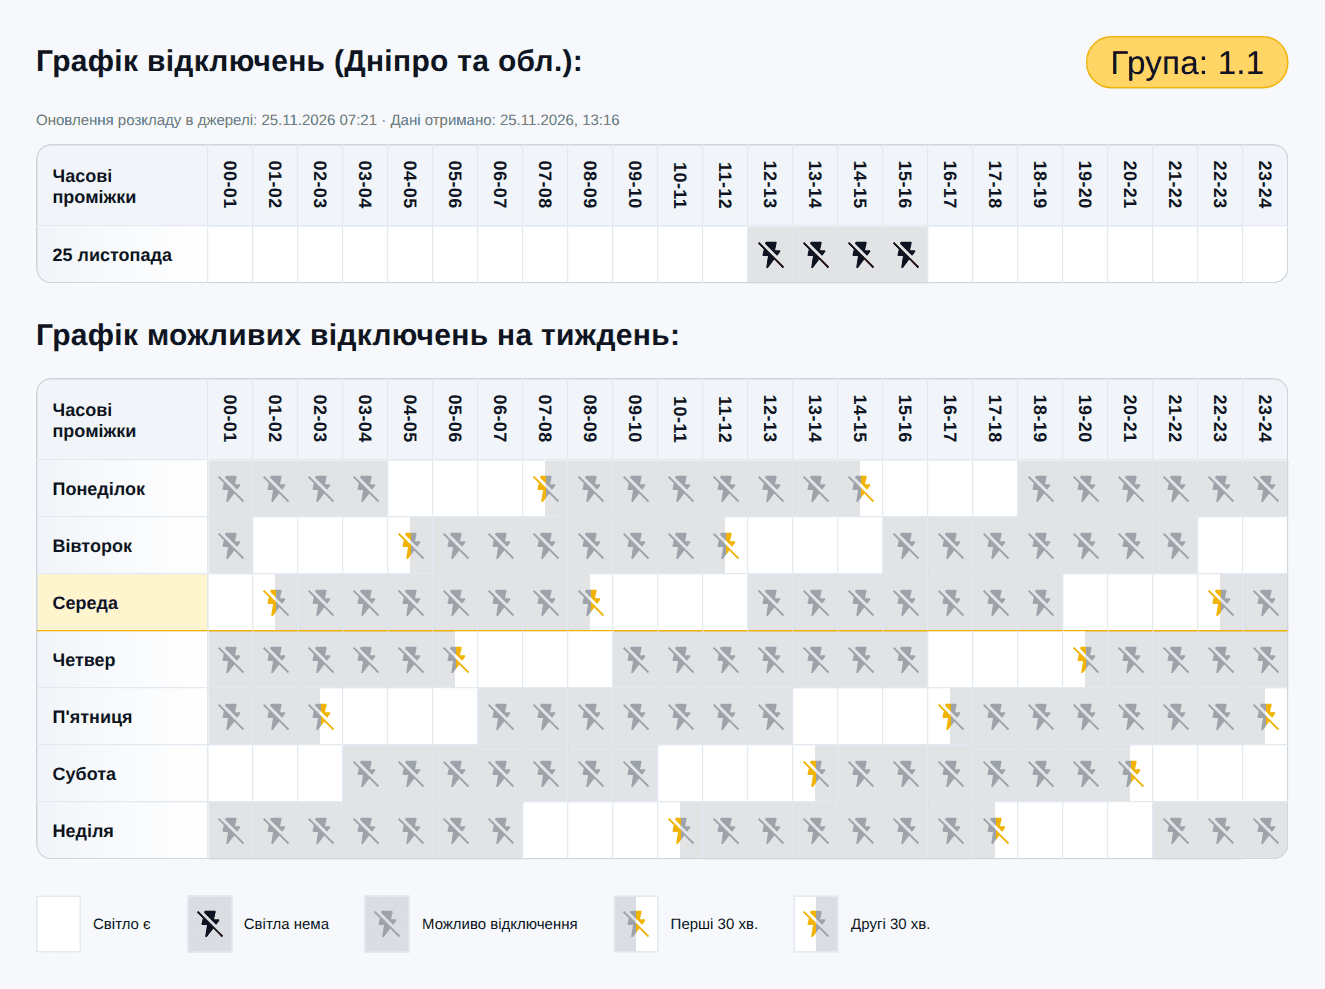 Графік відключень (Дніпро та обл.):
Група: 1.1
Оновлення розкладу в джерелі: 25.11.2026 07:21 · Дані отримано: 25.11.2026, 13:16
Часові проміжки 00-01 01-02 02-03 03-04 04-05 05-06 06-07 07-08 08-09 09-10 10-11 11-12 12-13 13-14 14-15 15-16 16-17 17-18 18-19 19-20 20-21 21-22 22-23 23-24
25 листопада
Графік можливих відключень на тиждень:
Часові проміжки 00-01 01-02 02-03 03-04 04-05 05-06 06-07 07-08 08-09 09-10 10-11 11-12 12-13 13-14 14-15 15-16 16-17 17-18 18-19 19-20 20-21 21-22 22-23 23-24
Понеділок
Вівторок
Середа
Четвер
П'ятниця
Субота
Неділя
Світло є Світла нема Можливо відключення Перші 30 хв. Другі 30 хв.